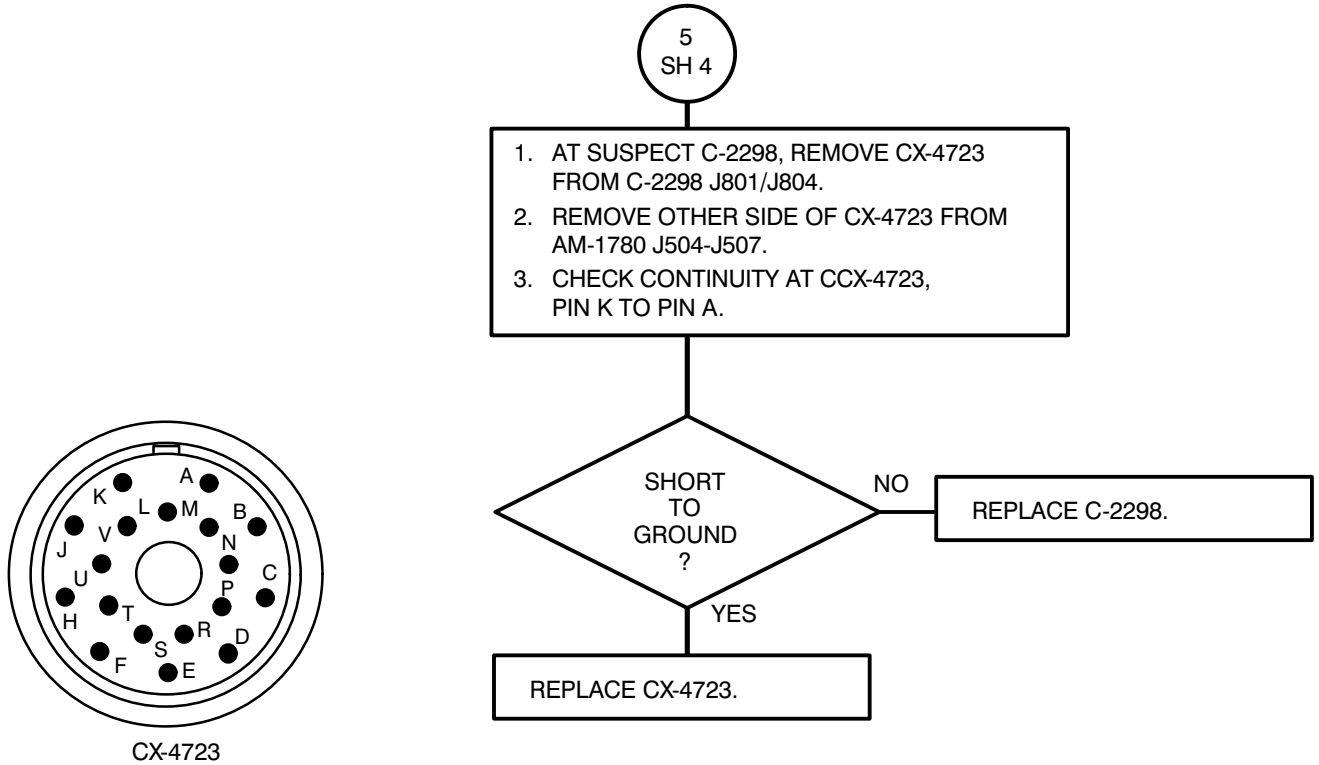 5
SH 4
1. AT SUSPECT C-2298, REMOVE CX-4723
FROM C-2298 J801/J804.
2. REMOVE OTHER SIDE OF CX-4723 FROM
AM-1780 J504-J507.
3. CHECK CONTINUITY AT CCX-4723,
PIN K TO PIN A.
SHORT
TO
GROUND
?
NO
REPLACE C-2298.
YES
REPLACE CX-4723.
A
K
L
M
B
J
V
N
U
C
P
H
T
R
D
S
F
E
CX-4723